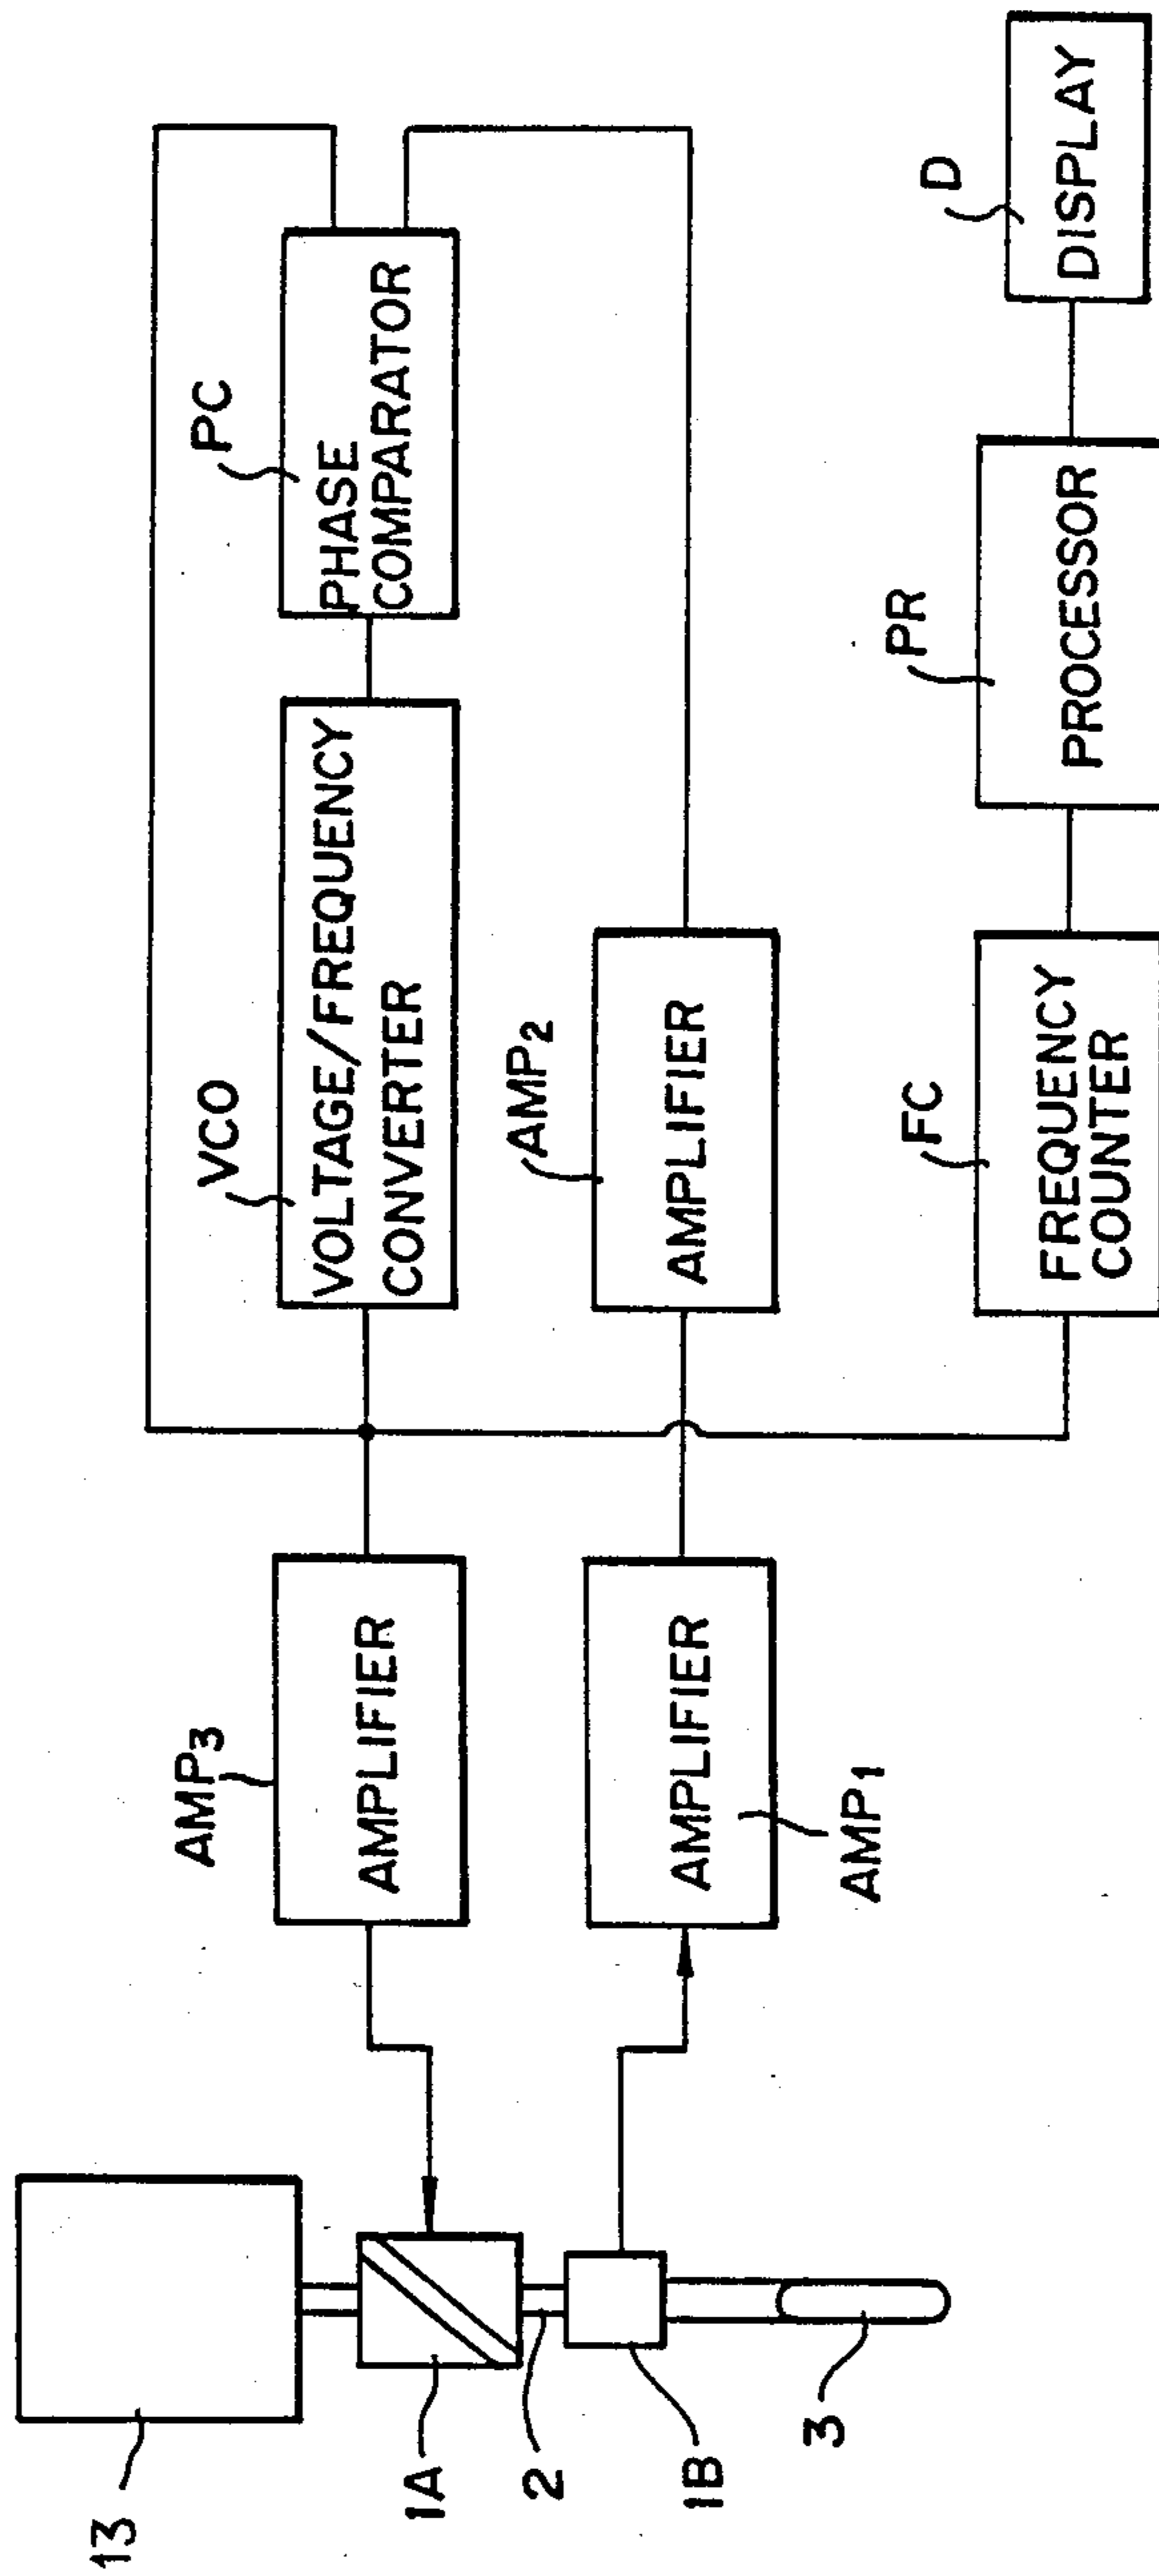 13
1A
2
1B
3
AMP3
AMPLIFIER
AMPLIFIER
AMP1
VCO
VOLTAGE/FREQUENCY
CONVERTER
PC
PHASE
COMPARATOR
AMP2
AMPLIFIER
FC
FREQUENCY
COUNTER
PR
PROCESSOR
D
DISPLAY